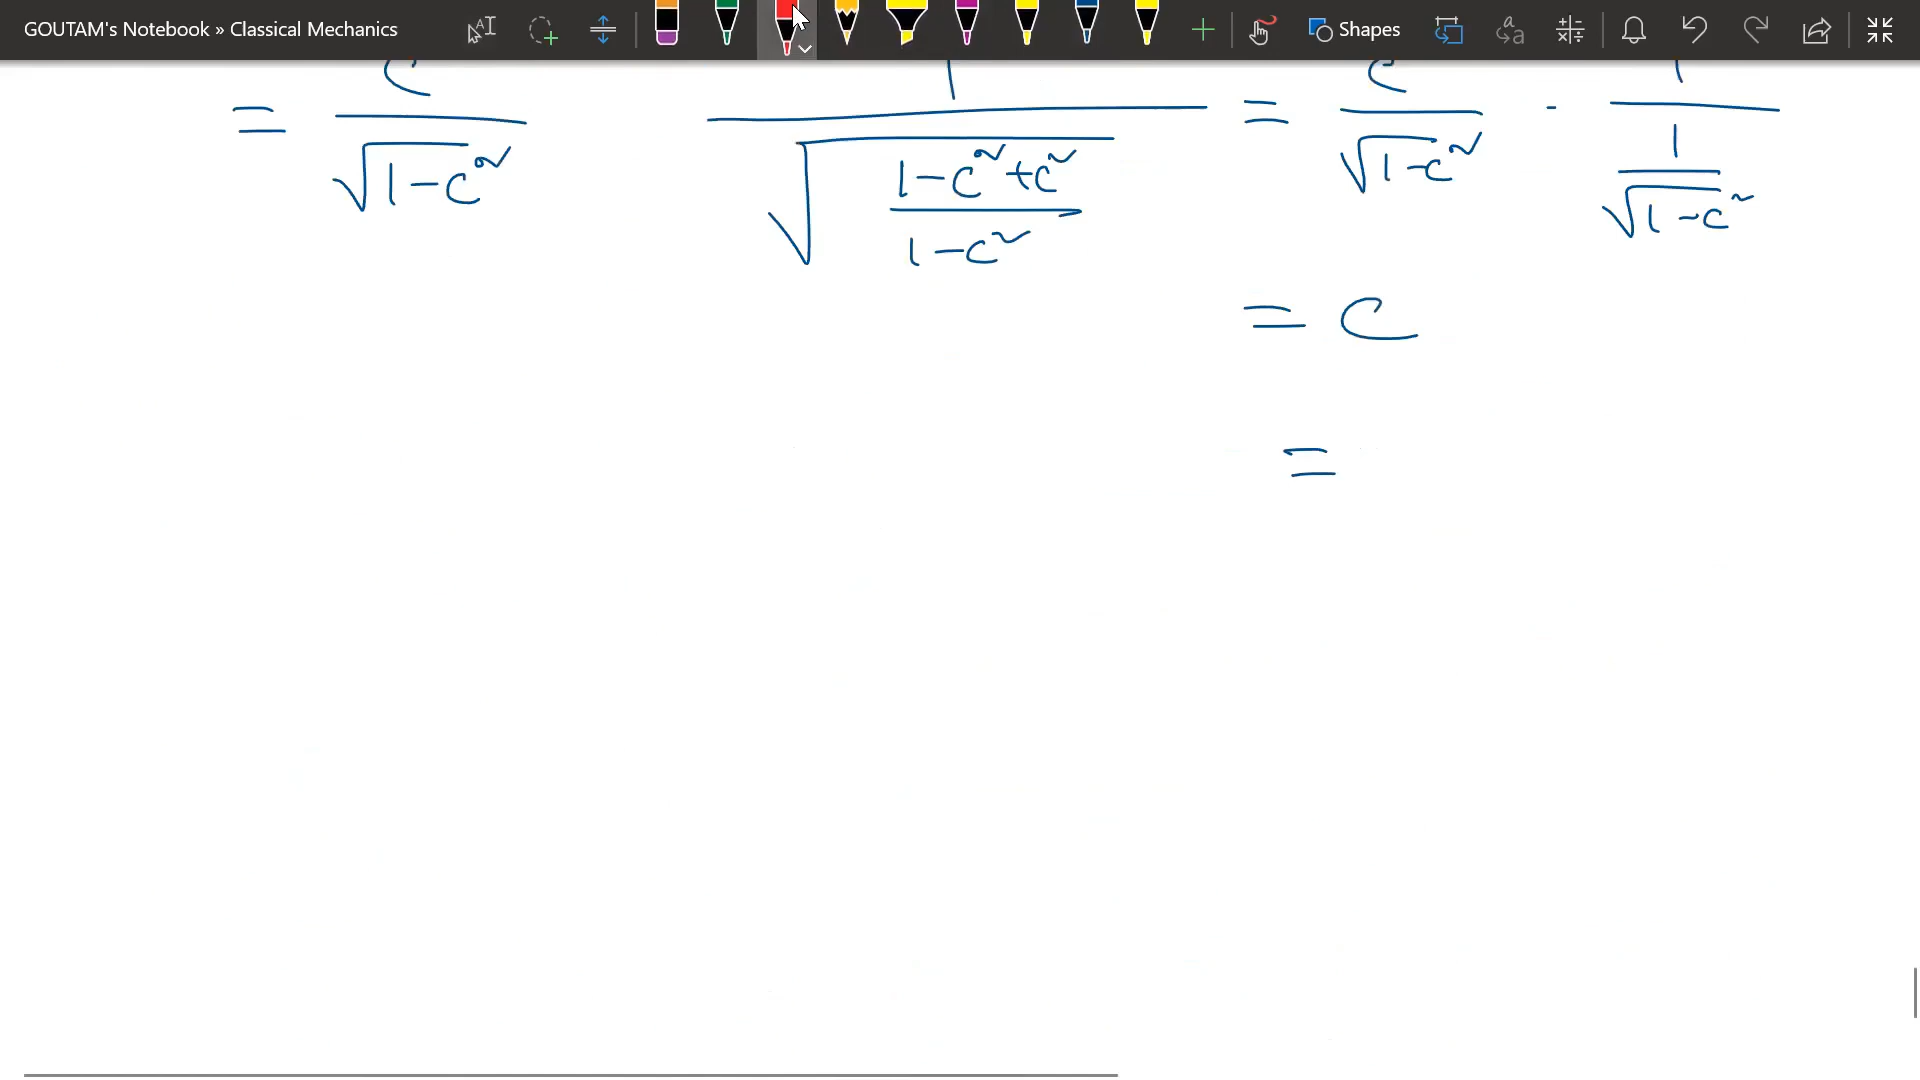 GOUTAM's Notebook » Classical Mechanics
Shapes
= c / √(1-c²) 1 / √((1-c²+c²) / (1-c²)) = c / √(1-c²) · 1 / (1 / √(1-c²))
= c
=